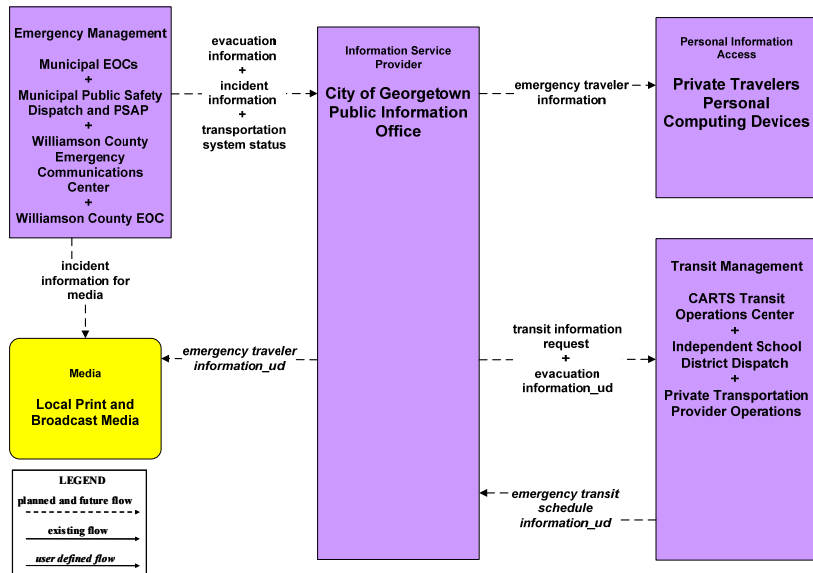 Emergency Management
Municipal EOCs
+
Municipal Public Safety
Dispatch and PSAP
+
Williamson County
Emergency
Communications
Center
+
Williamson County EOC
evacuation
information
+
incident
information
+
transportation
system status
Information Service
Provider
City of Georgetown
Public Information
Office
emergency traveler
information
Personal Information
Access
Private Travelers
Personal
Computing Devices
incident
information for
media
Media
Local Print and
Broadcast Media
emergency traveler
information_ud
transit information
request
+
evacuation
information_ud
Transit Management
CARTS Transit
Operations Center
+
Independent School
District Dispatch
+
Private Transportation
Provider Operations
emergency transit
schedule
information_ud
LEGEND
planned and future flow
existing flow
user defined flow